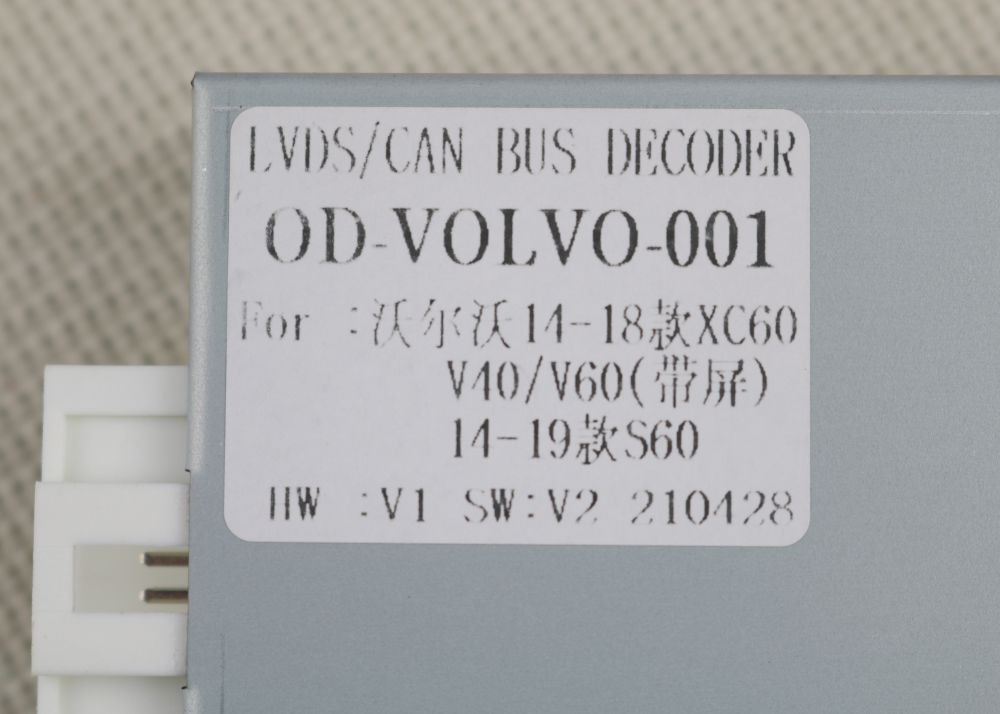 LVDS/CAN BUS DECODER
OD-VOLVO-001
For :沃尔沃14-18款XC60
V40/V60(带屏)
14-19款S60
HW :V1 SW:V2 210428